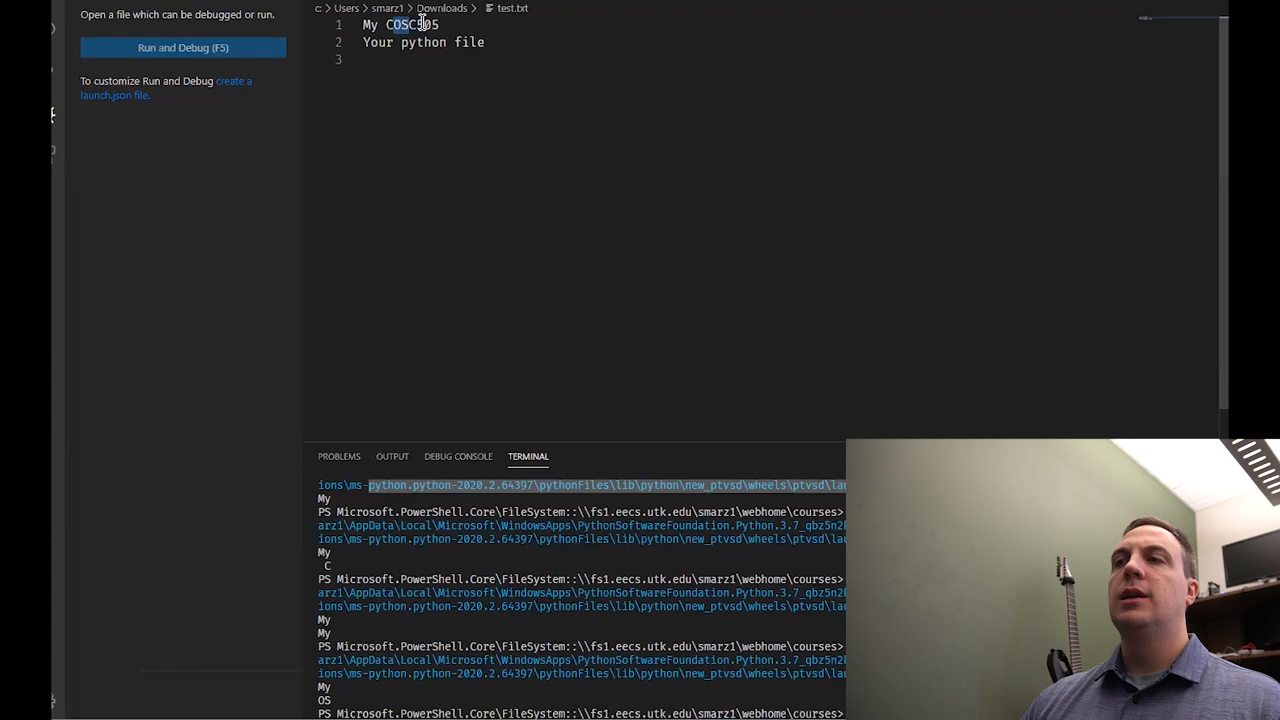 c: > Users > smarz1 > Downloads > test.txt
Open a file which can be debugged or run.
Run and Debug (F5)
To customize Run and Debug create a
launch.json file.
1 My COSC505
2 Your python file
3
PROBLEMS OUTPUT DEBUG CONSOLE TERMINAL
ions\ms-python.python-2020.2.64397\pythonFiles\lib\python\new_ptvsd\wheels\ptvsd\lau
My
PS Microsoft.PowerShell.Core\FileSystem::\\fs1.eecs.utk.edu\smarz1\webhome\courses>
arz1\AppData\Local\Microsoft\WindowsApps\PythonSoftwareFoundation.Python.3.7_qbz5n2k
ions\ms-python.python-2020.2.64397\pythonFiles\lib\python\new_ptvsd\wheels\ptvsd\lau
My
C
PS Microsoft.PowerShell.Core\FileSystem::\\fs1.eecs.utk.edu\smarz1\webhome\courses>
arz1\AppData\Local\Microsoft\WindowsApps\PythonSoftwareFoundation.Python.3.7_qbz5n2k
ions\ms-python.python-2020.2.64397\pythonFiles\lib\python\new_ptvsd\wheels\ptvsd\lau
My
My
PS Microsoft.PowerShell.Core\FileSystem::\\fs1.eecs.utk.edu\smarz1\webhome\courses>
arz1\AppData\Local\Microsoft\WindowsApps\PythonSoftwareFoundation.Python.3.7_qbz5n2k
ions\ms-python.python-2020.2.64397\pythonFiles\lib\python\new_ptvsd\wheels\ptvsd\lau
My
OS
PS Microsoft.PowerShell.Core\FileSystem::\\fs1.eecs.utk.edu\smarz1\webhome\courses>